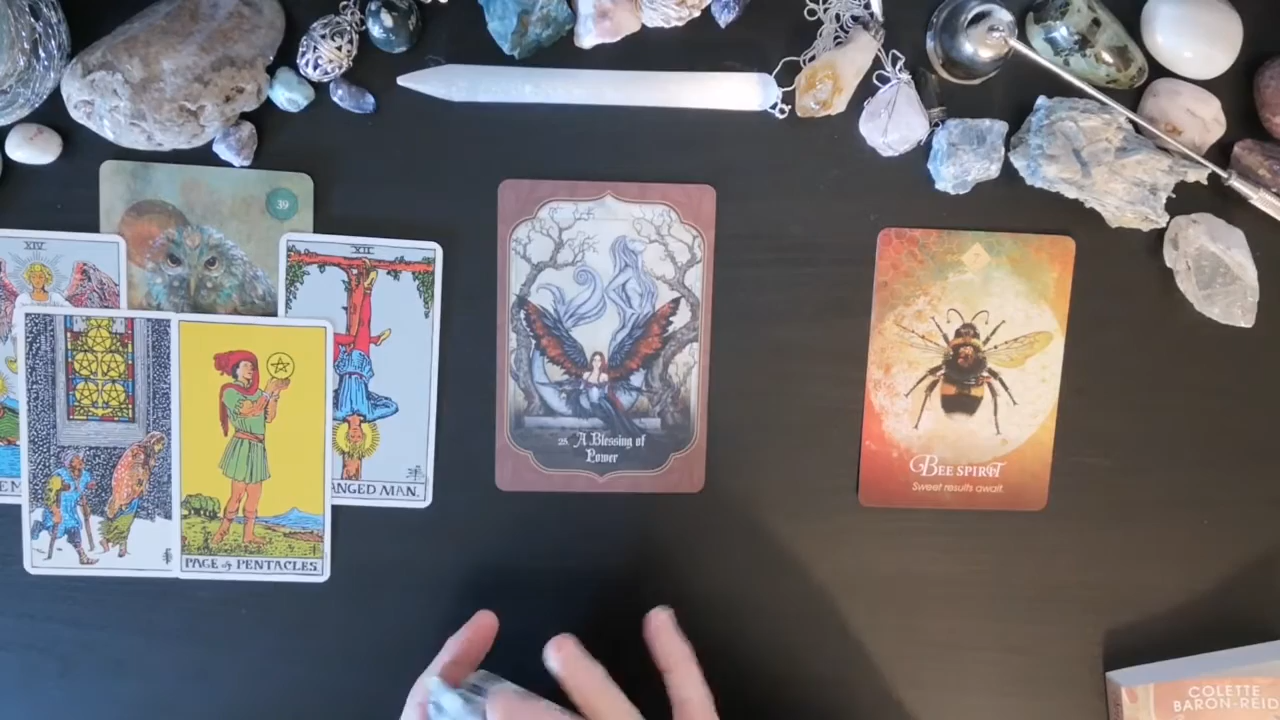 39
XIV
XII
ANGED MAN.
PAGE of PENTACLES.
28. A Blessing of
Power
BEE SPIRIT
Sweet results await.
COLETTE
BARON-REID